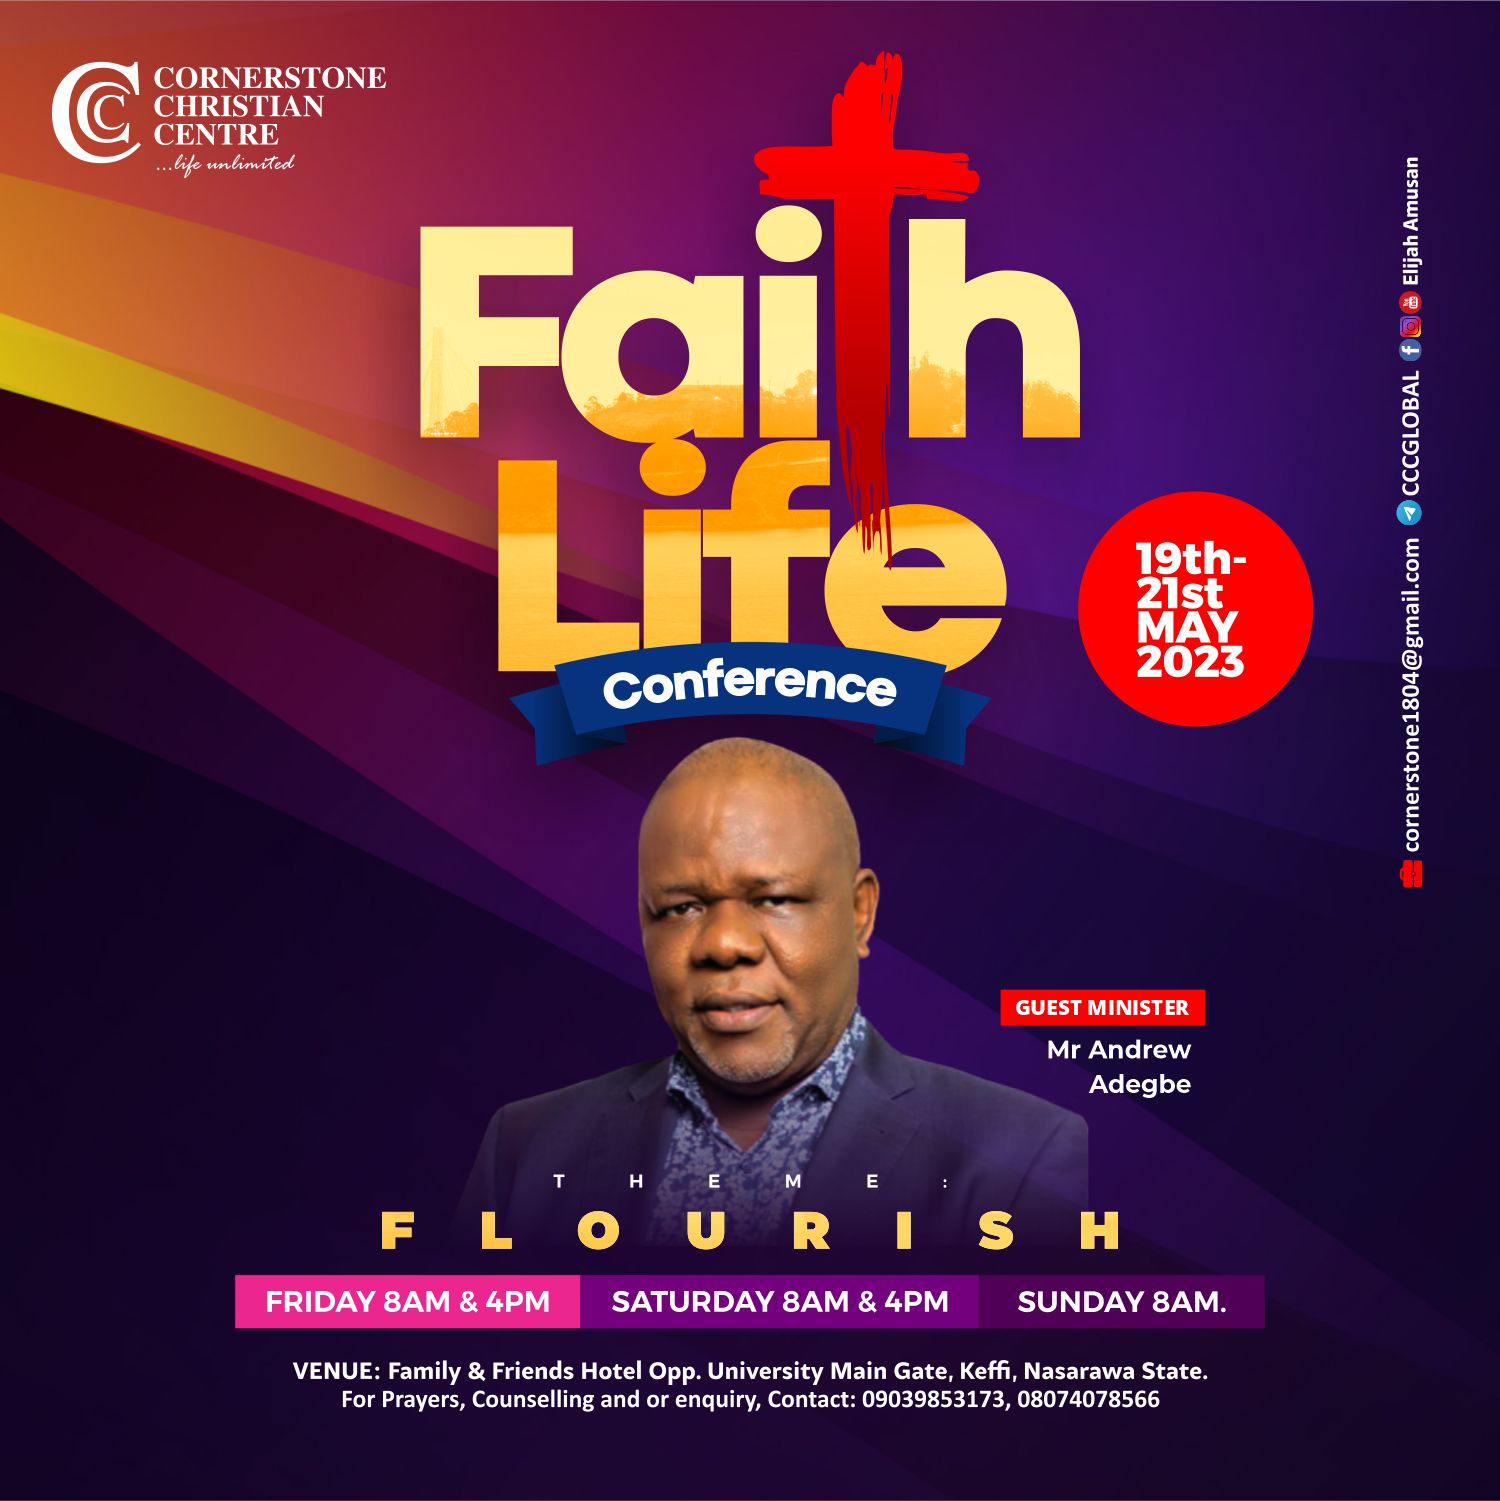 CORNERSTONE
CHRISTIAN
CENTRE
...life unlimited
Faith
Life
Conference
19th-
21st
MAY
2023
cornerstone1804@gmail.com CCCGLOBAL Elijah Amusan
GUEST MINISTER
Mr Andrew
Adegbe
THEME:
FLOURISH
FRIDAY 8AM & 4PM SATURDAY 8AM & 4PM SUNDAY 8AM.
VENUE: Family & Friends Hotel Opp. University Main Gate, Keffi, Nasarawa State.
For Prayers, Counselling and or enquiry, Contact: 09039853173, 08074078566